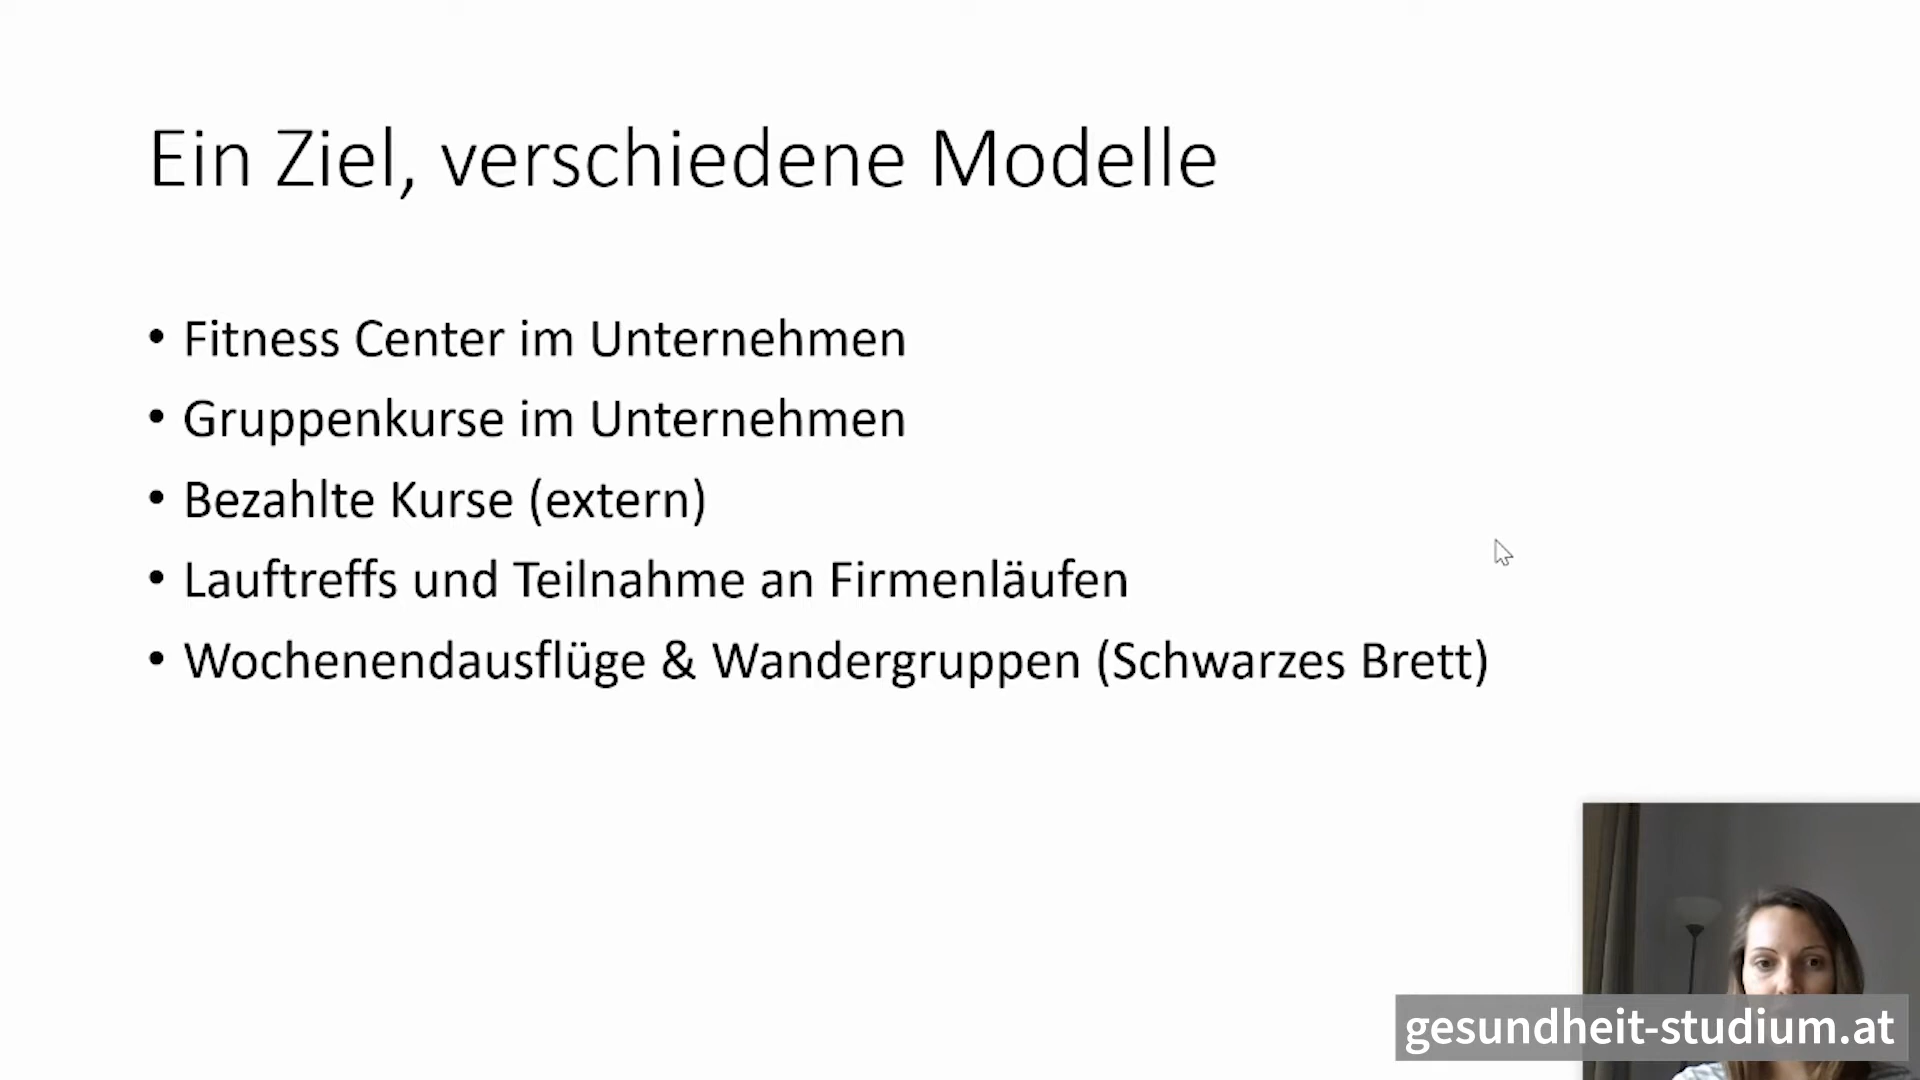 Ein Ziel, verschiedene Modelle
• Fitness Center im Unternehmen
• Gruppenkurse im Unternehmen
• Bezahlte Kurse (extern)
• Lauftreffs und Teilnahme an Firmenläufen
• Wochenendausflüge & Wandergruppen (Schwarzes Brett)
gesundheit-studium.at